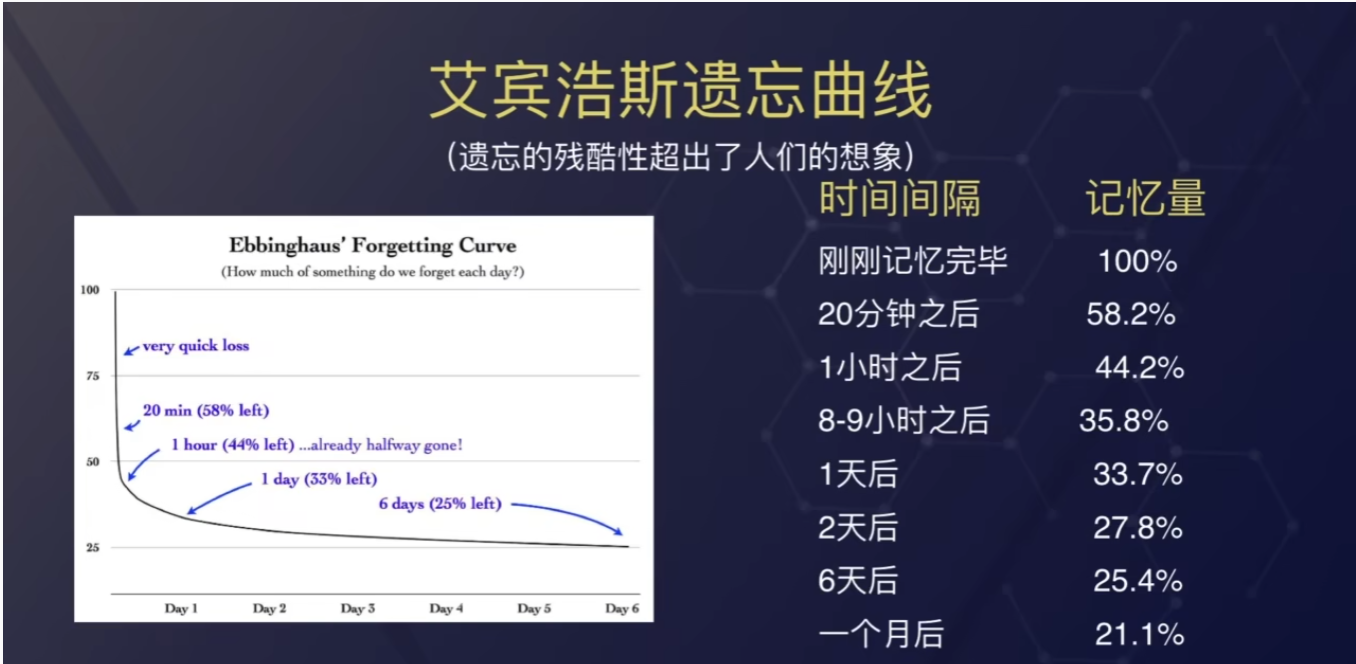 艾宾浩斯遗忘曲线
(遗忘的残酷性超出了人们的想象)
Ebbinghaus' Forgetting Curve
(How much of something do we forget each day?)
100
very quick loss
75
20 min (58% left)
1 hour (44% left) ...already halfway gone!
50
1 day (33% left)
6 days (25% left)
25
Day 1 Day 2 Day 3 Day 4 Day 5 Day 6
时间间隔 记忆量
刚刚记忆完毕 100%
20分钟之后 58.2%
1小时之后 44.2%
8-9小时之后 35.8%
1天后 33.7%
2天后 27.8%
6天后 25.4%
一个月后 21.1%